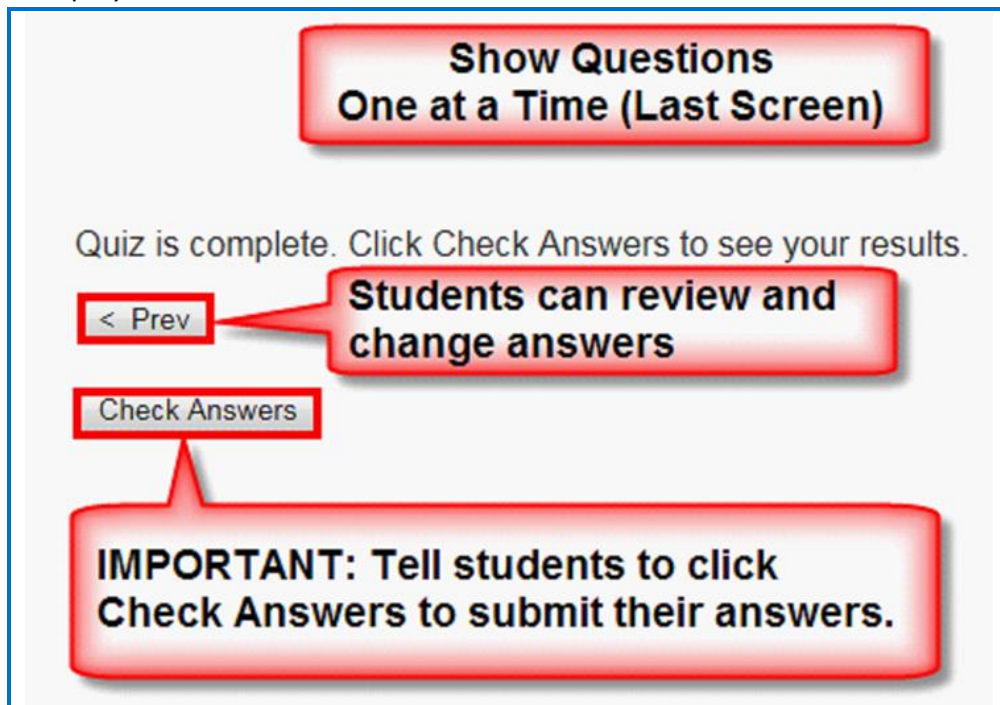 Show Questions
One at a Time (Last Screen)
Quiz is complete. Click Check Answers to see your results.
< Prev
Students can review and
change answers
Check Answers
IMPORTANT: Tell students to click
Check Answers to submit their answers.